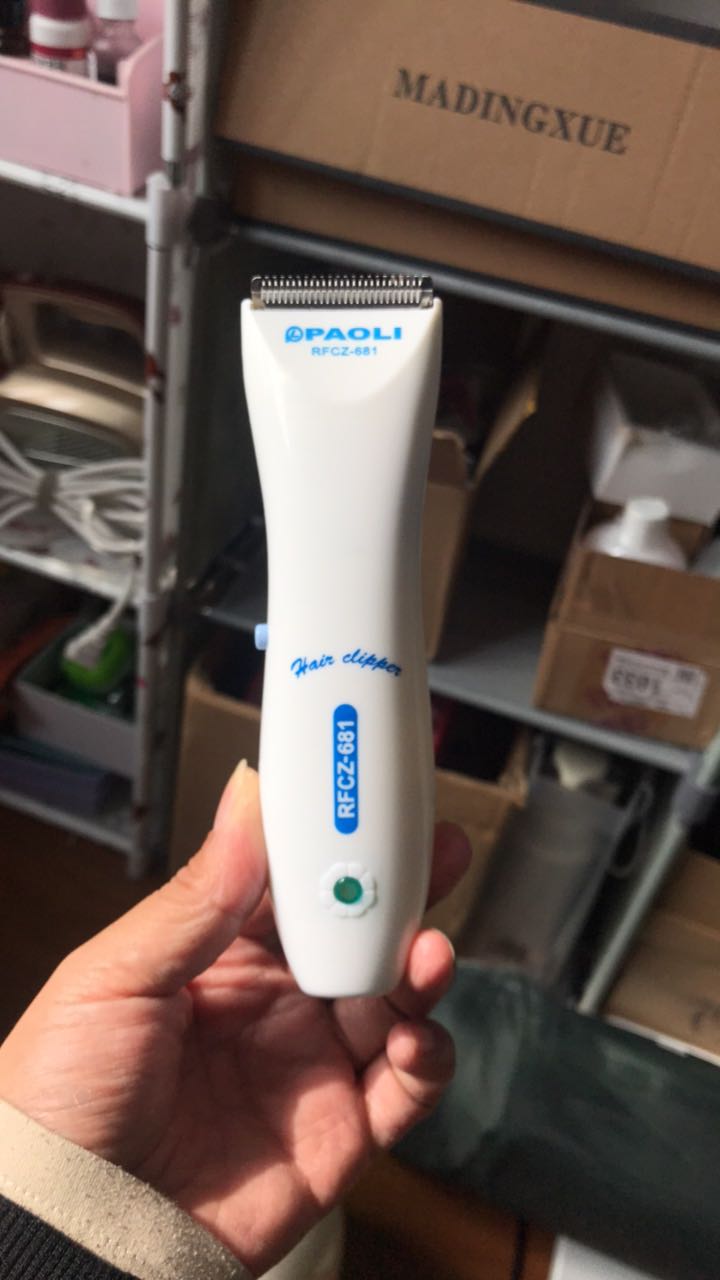 MADINGXUE
PAOLI
RFCZ-681
Hair clipper
RFCZ-681